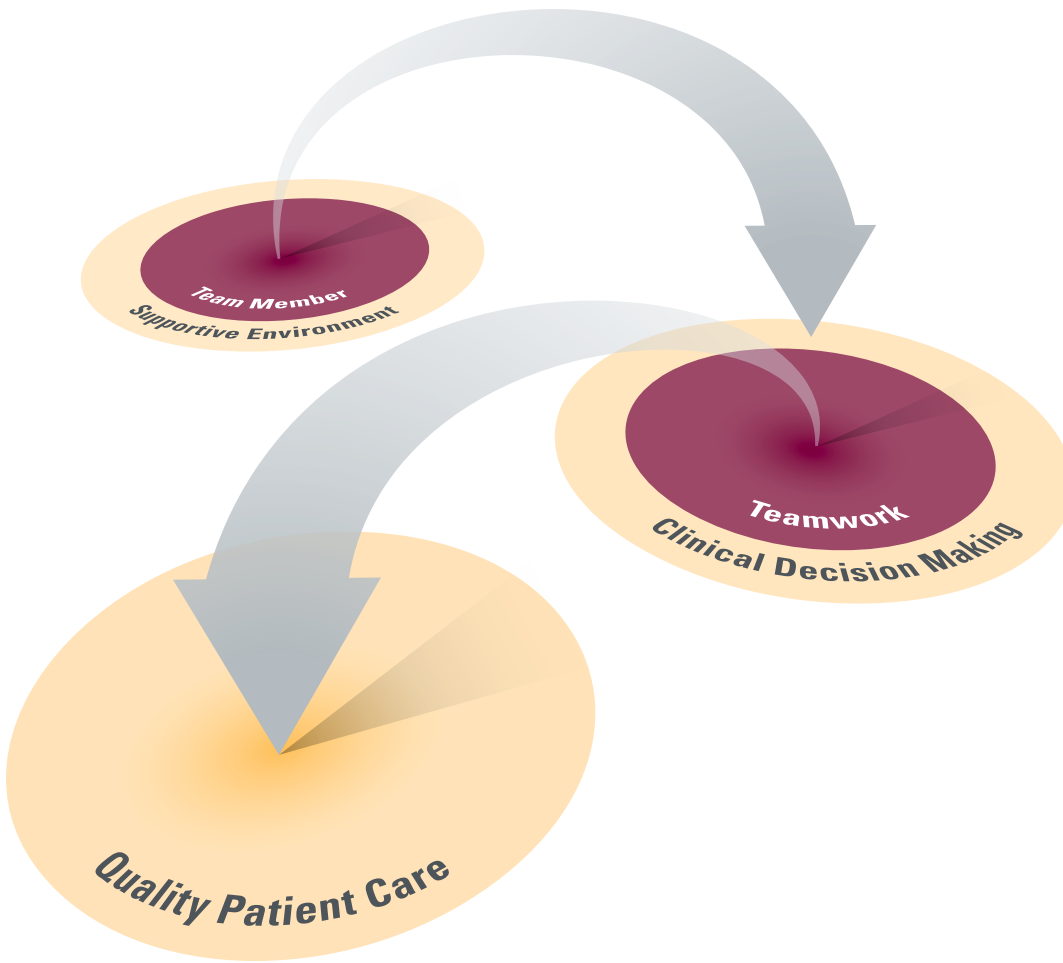 Team Member
Supportive Environment
Teamwork
Clinical Decision Making
Quality Patient Care